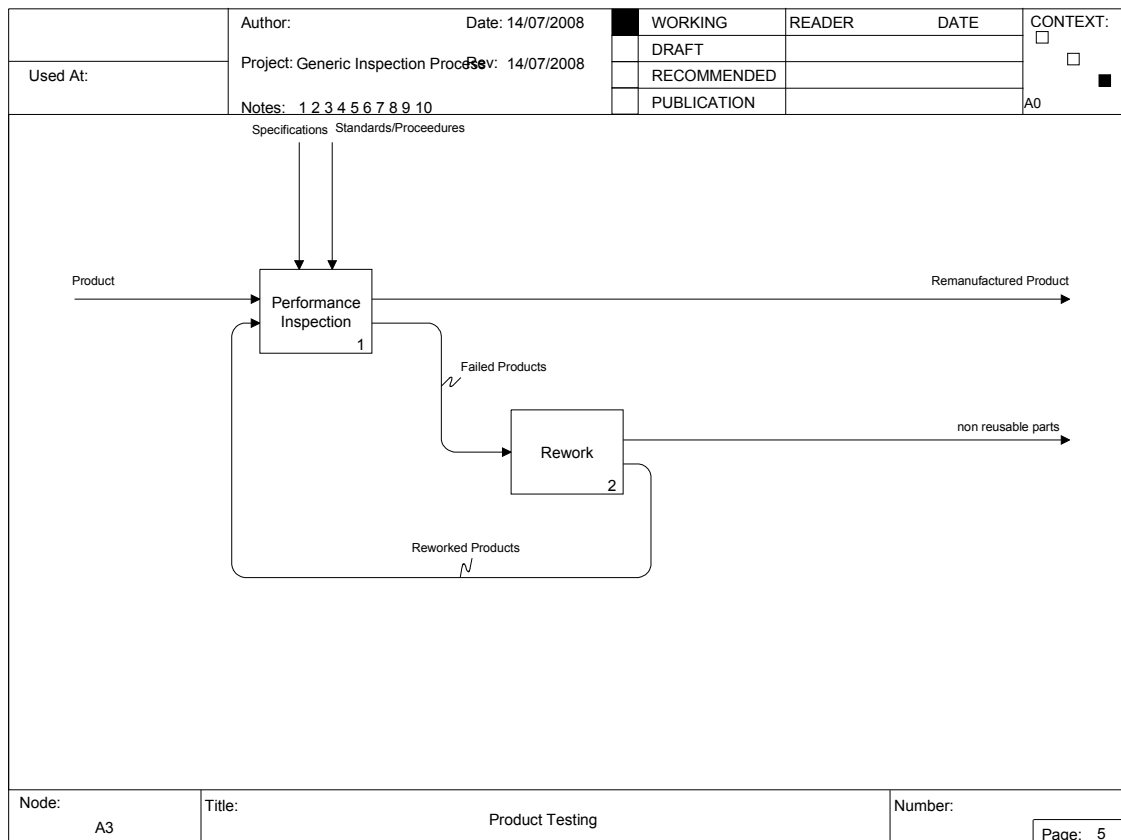 Used At:
Author:
Date: 14/07/2008
Project: Generic Inspection Process
Rev: 14/07/2008
Notes: 1 2 3 4 5 6 7 8 9 10
WORKING
DRAFT
RECOMMENDED
PUBLICATION
READER
DATE
CONTEXT:
A0
Specifications
Standards/Proceedures
Product
Performance
Inspection
1
Remanufactured Product
Failed Products
Rework
2
non reusable parts
Reworked Products
Node:
A3
Title:
Product Testing
Number:
Page: 5